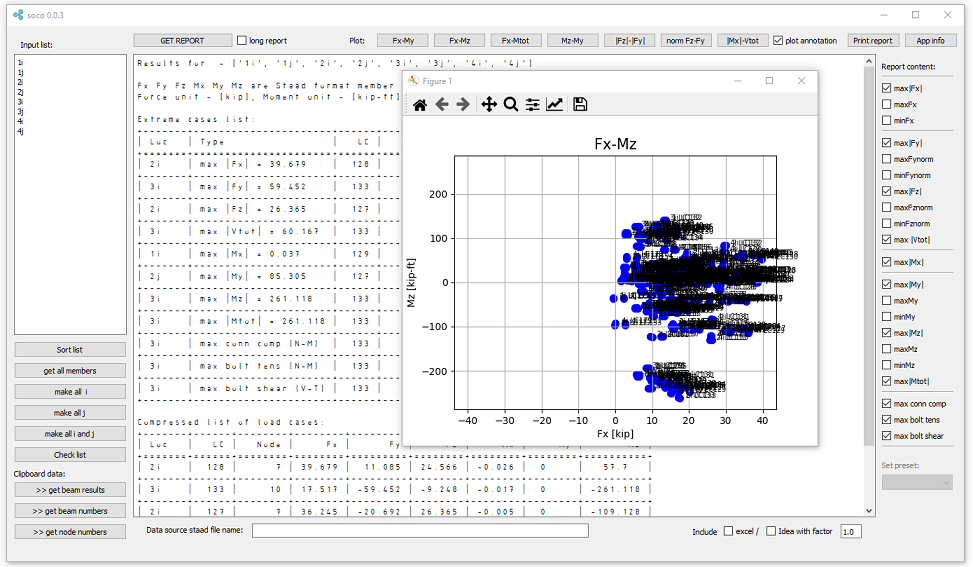 soco 0.0.3
Input list:
GET REPORT
long report
Plot:
Fx-My
Fx-Mz
Fx-Mtot
Mz-My
|Fz|-|Fy|
norm Fz-Fy
|Mx|-Vtot
plot annotation
Print report
App info
1i
1j
2i
2j
3i
3j
4i
4j
Results for - ['1i', '1j', '2i', '2j', '3i', '3j', '4i', '4j']
Fx Fy Fz Mx My Mz are Staad format member
Force unit - [kip], Moment unit - [kip-ft]
Extreme cases list:
| Loc | Type | LC |
| 2i | max |Fx| = 39.679 | 128 |
| 3i | max |Fy| = 59.452 | 133 |
| 2i | max |Fz| = 26.365 | 127 |
| 3i | max |Vtot| = 60.167 | 133 |
| 1i | max |Mx| = 0.037 | 129 |
| 2j | max |My| = 85.305 | 127 |
| 3i | max |Mz| = 261.118 | 133 |
| 3i | max |Mtot| = 261.118 | 133 |
| 3i | max conn comp (N-M) | 133 |
| 3i | max bolt tens (N-M) | 133 |
| 3i | max bolt shear (V-T) | 133 |
Compressed list of load cases:
| Loc | LC | Node | Fx | Fy
| 2i | 128 | 7 | 39.679 | 11.085 | 24.566 | -0.026 | 0 | 57.7 |
| 3i | 133 | 10 | 17.517 | -59.452 | -9.248 | -0.017 | 0 | -261.118 |
| 2i | 127 | 7 | 36.245 | -20.692 | 26.365 | -0.005 | 0 | -109.128 |
Figure 1
Fx-Mz
200
100
0
−100
−200
Mz [kip-ft]
−40
−30
−20
−10
0
10
20
30
40
Fx [kip]
Report content:
max|Fx|
maxFx
minFx
max|Fy|
maxFynorm
minFynorm
max|Fz|
maxFznorm
minFznorm
max |Vtot|
max|Mx|
max|My|
maxMy
minMy
max|Mz|
maxMz
minMz
max|Mtot|
max conn comp
max bolt tens
max bolt shear
Set preset:
Sort list
get all members
make all i
make all j
make all i and j
Check list
Clipboard data:
>> get beam results
>> get beam numbers
>> get node numbers
Data source staad file name:
Include
excel /
Idea with factor
1.0